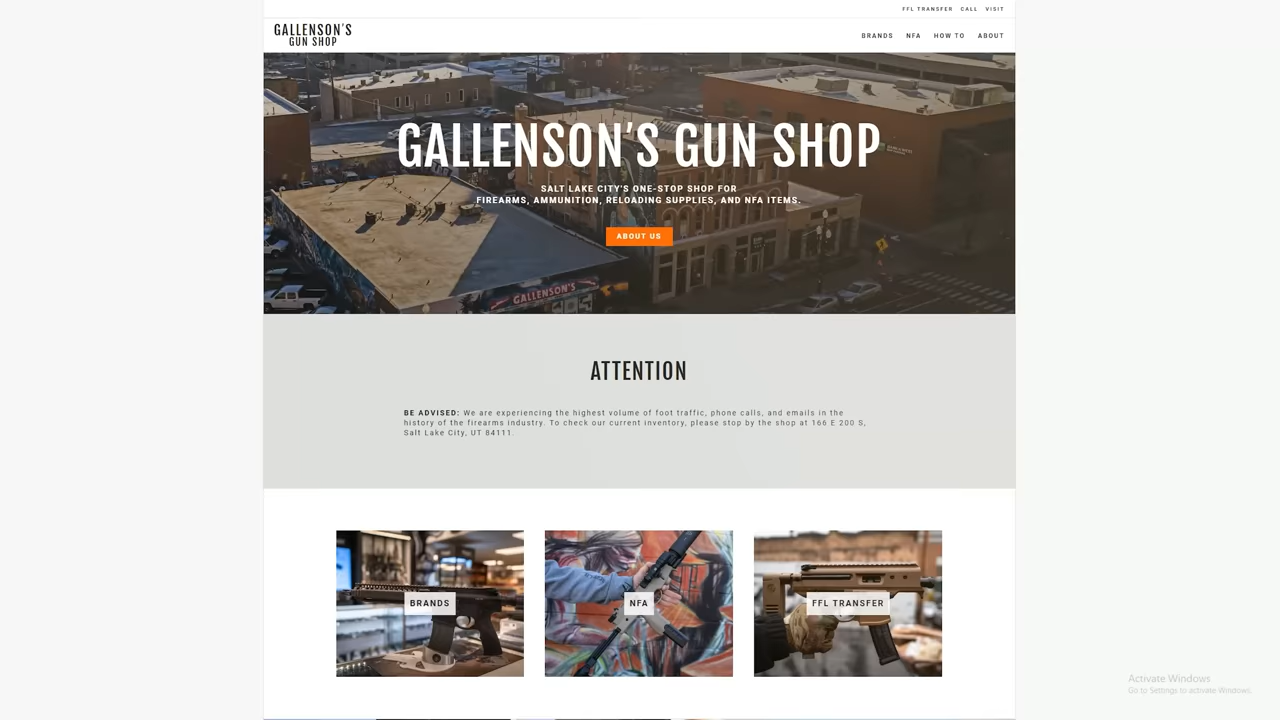 FFL TRANSFER CALL VISIT
GALLENSON'S
GUN SHOP
BRANDS NFA HOW TO ABOUT
GALLENSON'S GUN SHOP
SALT LAKE CITY'S ONE-STOP SHOP FOR
FIREARMS, AMMUNITION, RELOADING SUPPLIES, AND NFA ITEMS.
ABOUT US
GALLENSON'S
ATTENTION
BE ADVISED: We are experiencing the highest volume of foot traffic, phone calls, and emails in the
history of the firearms industry. To check our current inventory, please stop by the shop at 166 E 200 S,
Salt Lake City, UT 84111.
BRANDS
NFA
FFL TRANSFER
Activate Windows
Go to Settings to activate Windows.